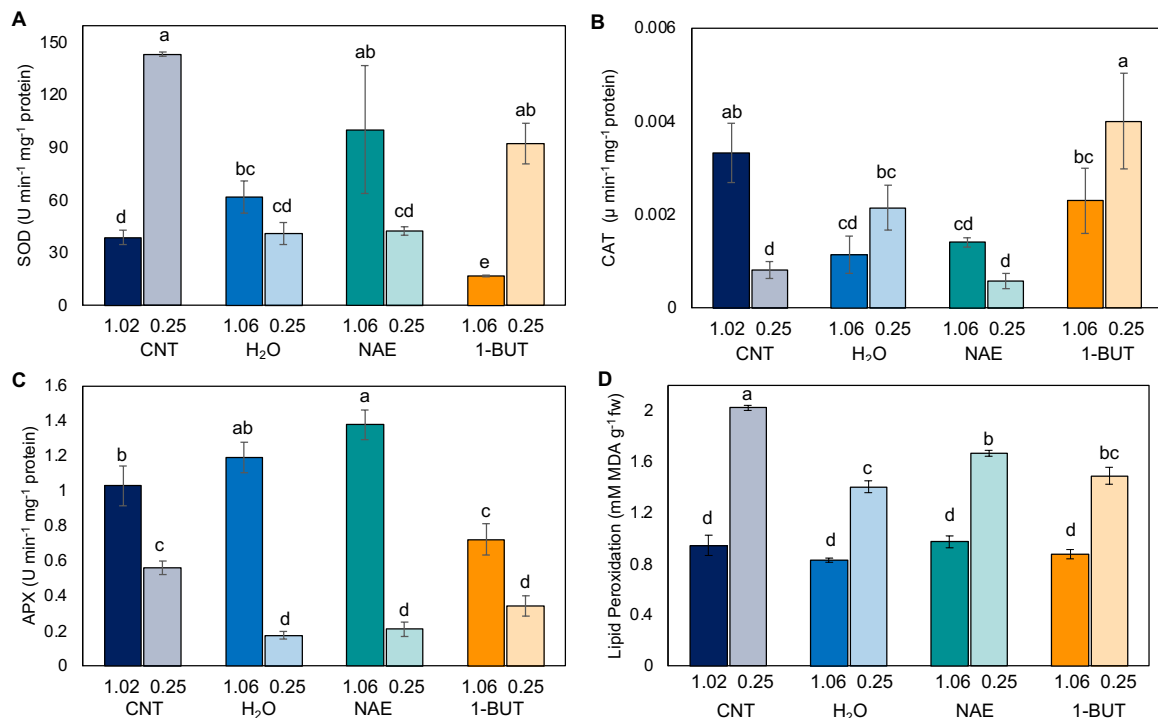 A
SOD (U min⁻¹ mg⁻¹ protein)
150
120
90
60
30
0
d
a
bc
cd
ab
cd
e
ab
1.02 0.25 1.06 0.25 1.06 0.25 1.06 0.25
CNT H₂O NAE 1-BUT
B
CAT (µ min⁻¹ mg⁻¹ protein)
0.006
0.004
0.002
0
ab
d
cd
bc
cd
d
bc
a
1.02 0.25 1.06 0.25 1.06 0.25 1.06 0.25
CNT H₂O NAE 1-BUT
C
APX (U min⁻¹ mg⁻¹ protein)
1.6
1.4
1.2
1
0.8
0.6
0.4
0.2
0
b
c
ab
d
a
d
c
d
1.02 0.25 1.06 0.25 1.06 0.25 1.06 0.25
CNT H₂O NAE 1-BUT
D
Lipid Peroxidation (mM MDA g⁻¹ fw)
2
1.6
1.2
0.8
0.4
0
d
a
d
c
d
b
d
bc
1.02 0.25 1.06 0.25 1.06 0.25 1.06 0.25
CNT H₂O NAE 1-BUT